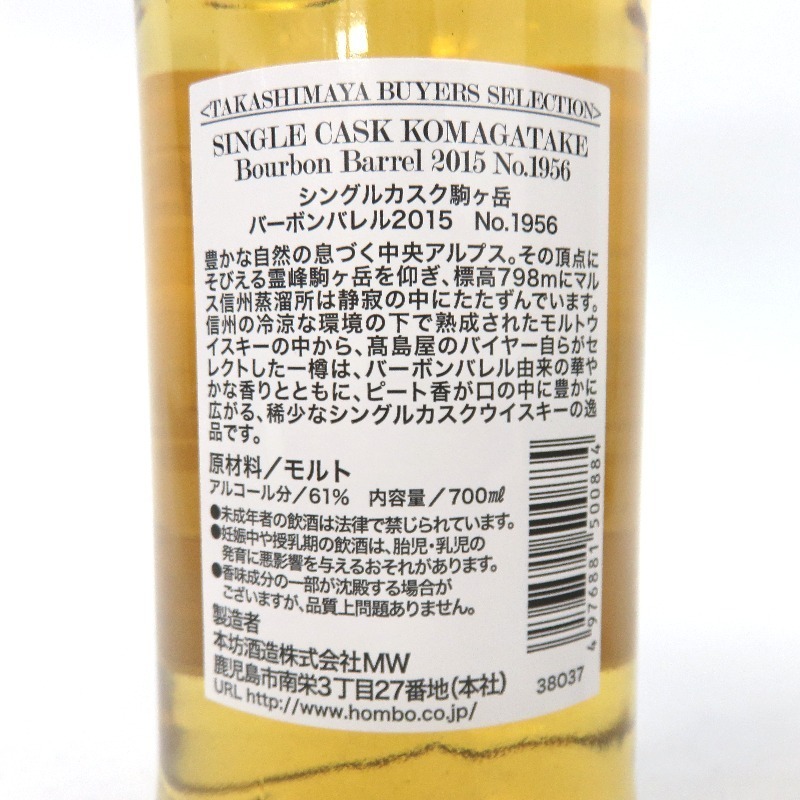 <TAKASHIMAYA BUYERS SELECTION>
SINGLE CASK KOMAGATAKE
Bourbon Barrel 2015 No.1956
シングルカスク駒ヶ岳
バーボンバレル2015 No.1956
豊かな自然の息づく中央アルプス。その頂点に
そびえる霊峰駒ヶ岳を仰ぎ、標高798mにマル
ス信州蒸溜所は静寂の中にたたずんでいます。
信州の冷涼な環境の下で熟成されたモルトウ
イスキーの中から、髙島屋のバイヤー自らがセ
レクトした一樽は、バーボンバレル由来の華や
かな香りとともに、ピート香が口の中に豊かに
広がる、稀少なシングルカスクウイスキーの逸
品です。
原材料/モルト
アルコール分/61% 内容量/700㎖
●未成年者の飲酒は法律で禁じられています。
●妊娠中や授乳期の飲酒は、胎児・乳児の
発育に悪影響を与えるおそれがあります。
●香味成分の一部が沈殿する場合が
ございますが、品質上問題ありません。
製造者
本坊酒造株式会社MW
鹿児島市南栄3丁目27番地(本社)
URL http://www.hombo.co.jp/
38037
4976881500884